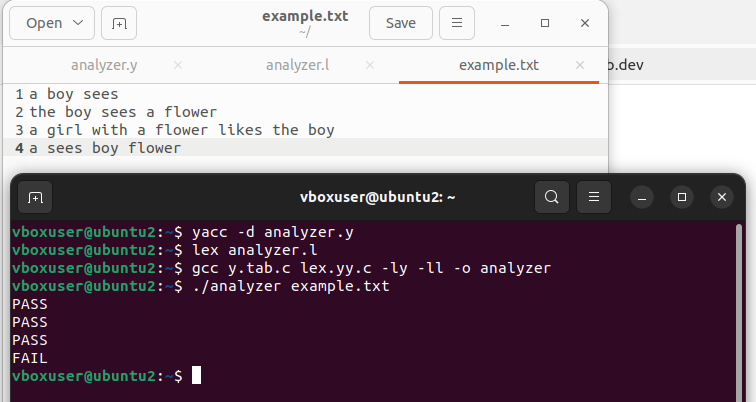 Open
example.txt
~/
Save
analyzer.y
analyzer.l
example.txt
o.dev
1 a boy sees
2 the boy sees a flower
3 a girl with a flower likes the boy
4 a sees boy flower
vboxuser@ubuntu2: ~
vboxuser@ubuntu2:~$ yacc -d analyzer.y
vboxuser@ubuntu2:~$ lex analyzer.l
vboxuser@ubuntu2:~$ gcc y.tab.c lex.yy.c -ly -ll -o analyzer
vboxuser@ubuntu2:~$ ./analyzer example.txt
PASS
PASS
PASS
FAIL
vboxuser@ubuntu2:~$